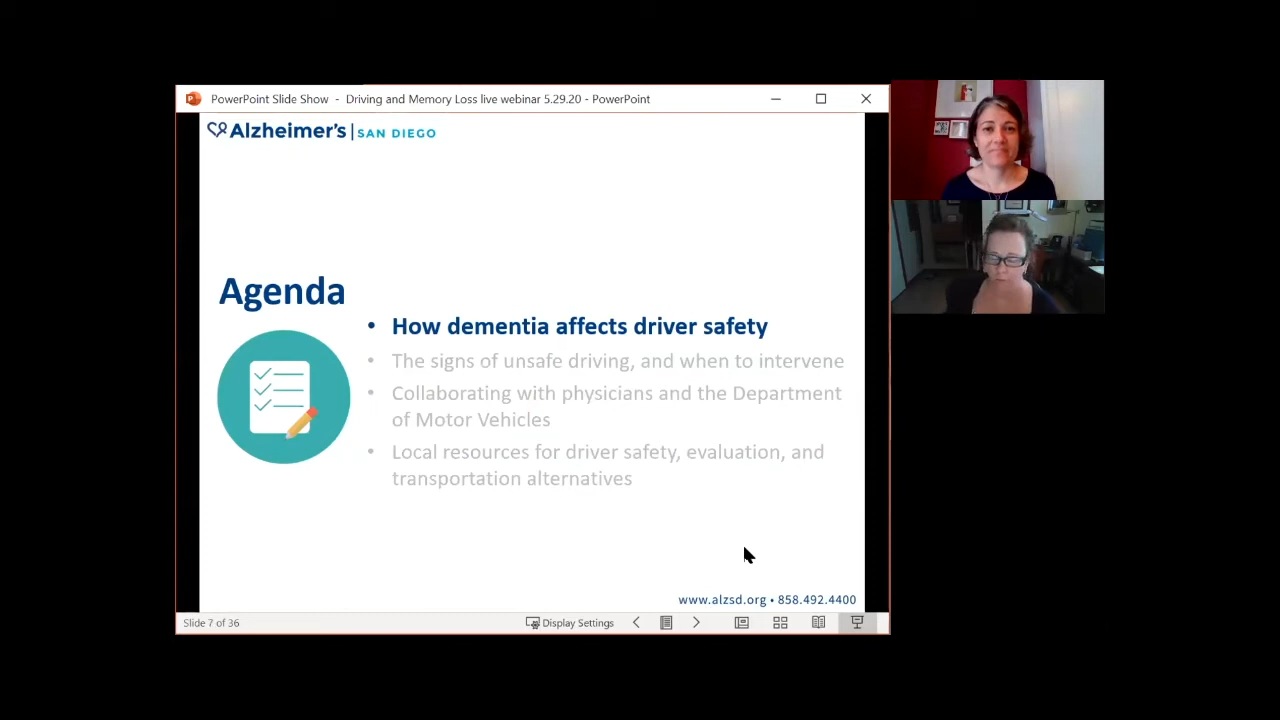 PowerPoint Slide Show - Driving and Memory Loss live webinar 5.29.20 - PowerPoint
Alzheimer's | SAN DIEGO
Agenda
• How dementia affects driver safety
• The signs of unsafe driving, and when to intervene
• Collaborating with physicians and the Department
of Motor Vehicles
• Local resources for driver safety, evaluation, and
transportation alternatives
www.alzsd.org • 858.492.4400
Slide 7 of 36
Display Settings